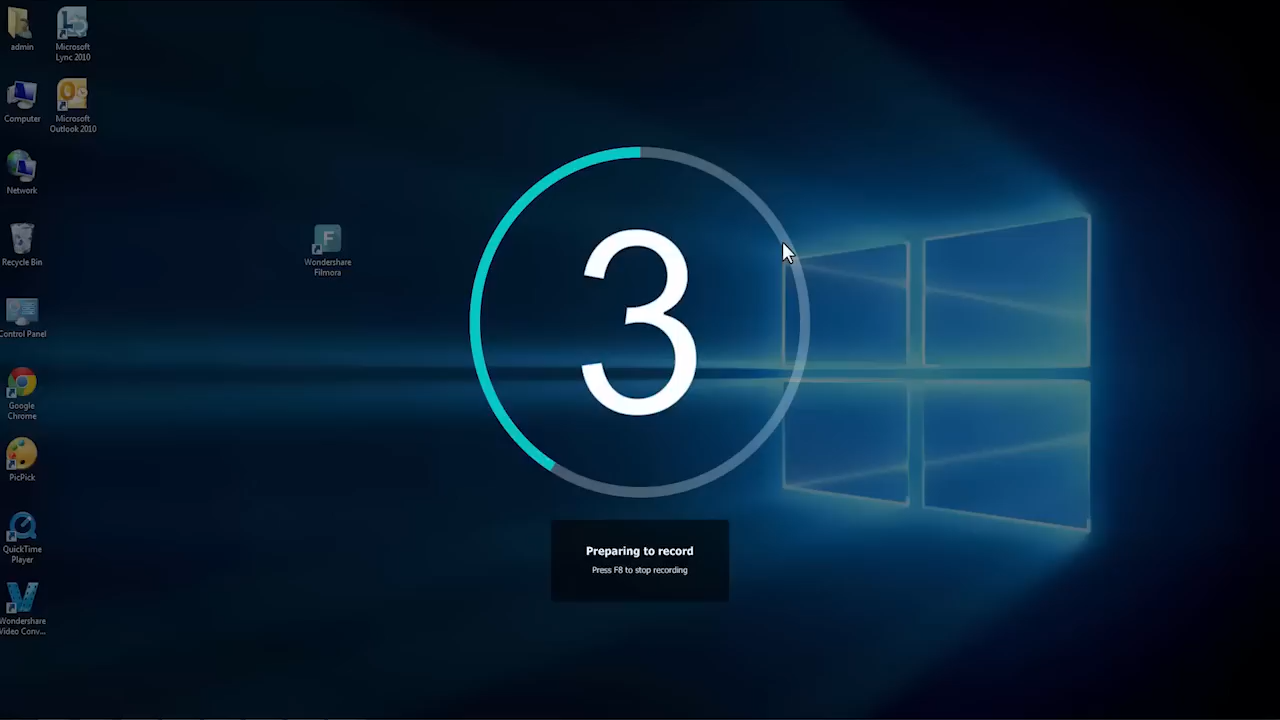 admin
Microsoft
Lync 2010
Computer
Microsoft
Outlook 2010
Network
Recycle Bin
F
Wondershare
Filmora
Control Panel
Google
Chrome
PicPick
QuickTime
Player
Wondershare
Video Conv...
3
Preparing to record
Press F8 to stop recording